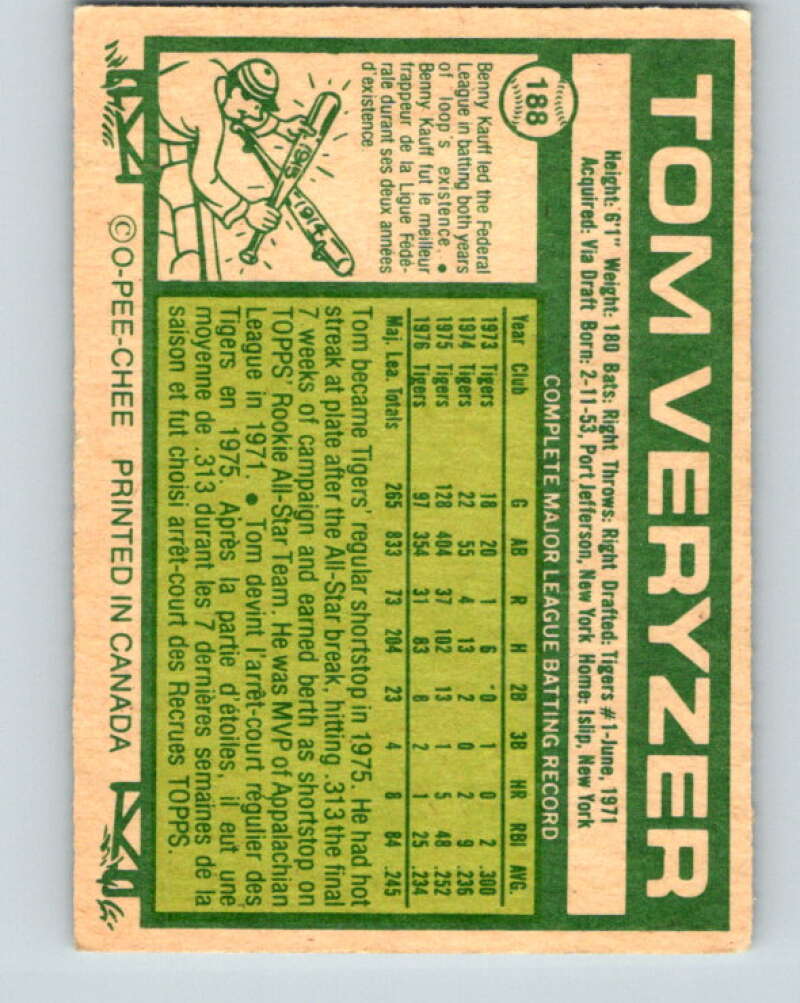 TOM VERYZER
Height: 6'1" Weight: 180 Bats: Right Throws: Right Drafted: Tigers #1-June, 1971
Acquired: Via Draft Born: 2-11-53, Port Jefferson, New York Home: Islip, New York
188
COMPLETE MAJOR LEAGUE BATTING RECORD
Benny Kauff led the Federal
League in batting both years
of loop's existence. •
Benny Kauff fut le meilleur
frappeur de la Ligue Fédé-
rale durant ses deux années
d'existence
1915
1914
Year Club G AB R H 2B 3B HR RBI AVG.
1973 Tigers 18 20 1 6 0 1 0 2 .300
1974 Tigers 22 55 4 13 2 0 2 9 .236
1975 Tigers 128 404 37 102 13 1 5 48 .252
1976 Tigers 97 354 31 83 8 2 1 25 .234
Maj. Lea. Totals 265 833 73 204 23 4 8 84 .245
Tom became Tigers' regular shortstop in 1975. He had hot
streak at plate after the All-Star break, hitting .313 the final
7 weeks of campaign and earned berth as shortstop on
TOPPS' Rookie All-Star Team. He was MVP of Appalachian
League in 1971. • Tom devint l'arrêt-court régulier des
Tigers en 1975. Après la partie d'étoiles, il eut une
moyenne de .313 durant les 7 dernières semaines de la
saison et fut choisi arrêt-court des Recrues TOPPS.
©O-PEE-CHEE PRINTED IN CANADA